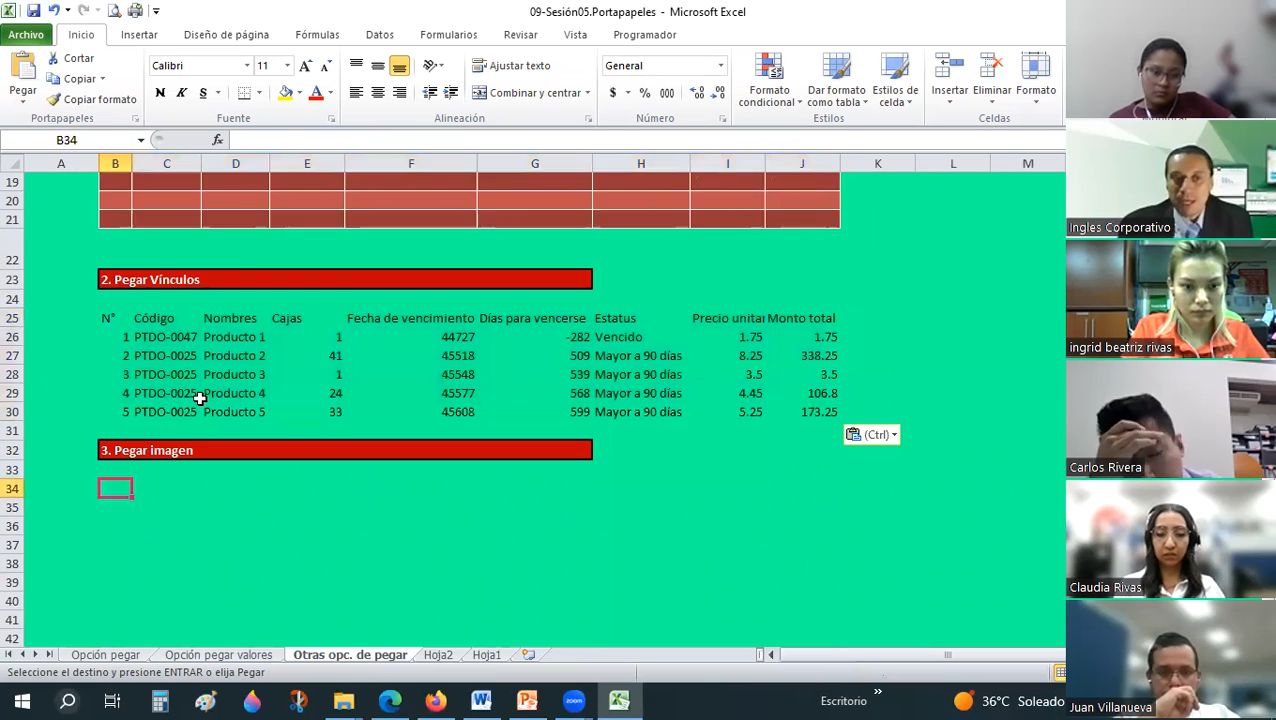 09-Sesión05.Portapapeles - Microsoft Excel
Archivo Inicio Insertar Diseño de página Fórmulas Datos Formularios Revisar Vista Programador
Pegar
Cortar
Copiar
Copiar formato
Portapapeles
Calibri 11
N K S
Fuente
Ajustar texto
Combinar y centrar
Alineación
General
$ % 000
Número
Formato condicional
Dar formato como tabla
Estilos de celda
Estilos
Insertar Eliminar Formato
Celdas
B34 fx
A B C D E F G H I J K L M
19
20
21
22
23 2. Pegar Vínculos
24
25 N° Código Nombres Cajas Fecha de vencimiento Días para vencerse Estatus Precio unitar Monto total
26 1 PTDO-0047 Producto 1 1 44727 -282 Vencido 1.75 1.75
27 2 PTDO-0025 Producto 2 41 45518 509 Mayor a 90 días 8.25 338.25
28 3 PTDO-0025 Producto 3 1 45548 539 Mayor a 90 días 3.5 3.5
29 4 PTDO-0025 Producto 4 24 45577 568 Mayor a 90 días 4.45 106.8
30 5 PTDO-0025 Producto 5 33 45608 599 Mayor a 90 días 5.25 173.25
31 (Ctrl)
32 3. Pegar imagen
33
34
35
36
37
38
39
40
41
42
Opción pegar Opción pegar valores Otras opc. de pegar Hoja2 Hoja1
Seleccione el destino y presione ENTRAR o elija Pegar
zoom
Escritorio »
36°C Soleado
Ingles Corporativo
ingrid beatriz rivas
Carlos Rivera
Claudia Rivas
Juan Villanueva